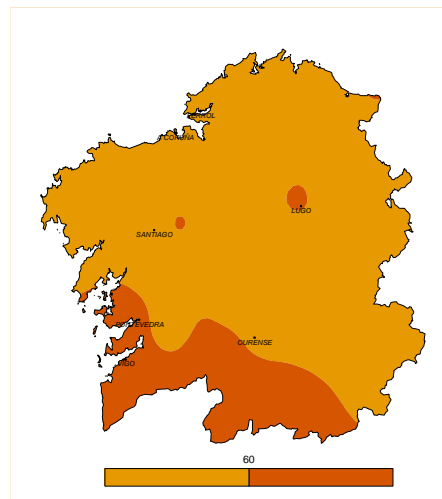 FERROL
A CORUÑA
LUGO
SANTIAGO
PONTEVEDRA
OURENSE
VIGO
60